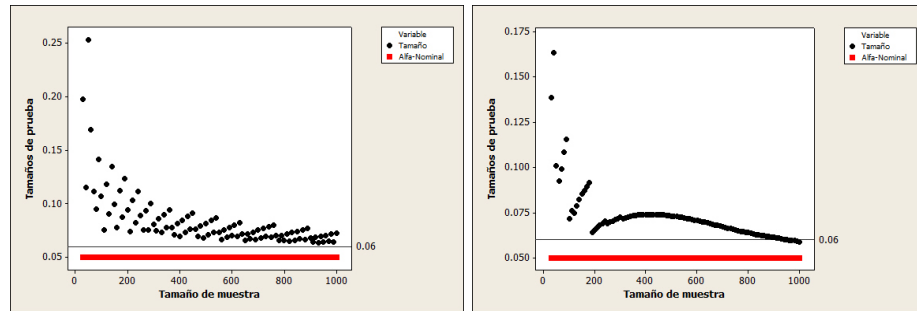 Variable
Tamaño
Alfa-Nominal
Tamaños de prueba
0.25
0.20
0.15
0.10
0.05
0.06
0 200 400 600 800 1000
Tamaño de muestra
Variable
Tamaño
Alfa-Nominal
Tamaños de prueba
0.175
0.150
0.125
0.100
0.075
0.050
0.06
0 200 400 600 800 1000
Tamaño de muestra